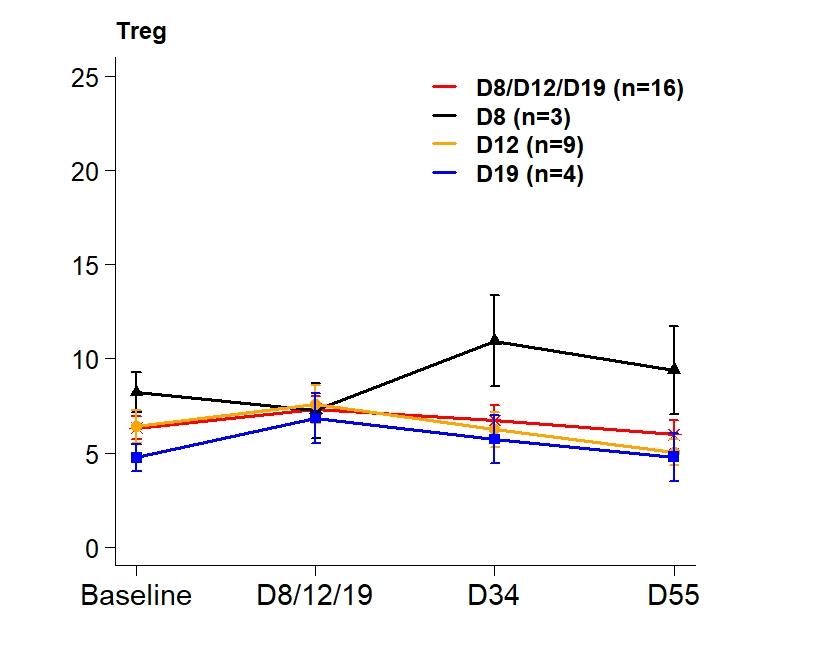 Treg
25
D8/D12/D19 (n=16)
D8 (n=3)
D12 (n=9)
20
D19 (n=4)
15
10
5
0
Baseline D8/12/19 D34 D55